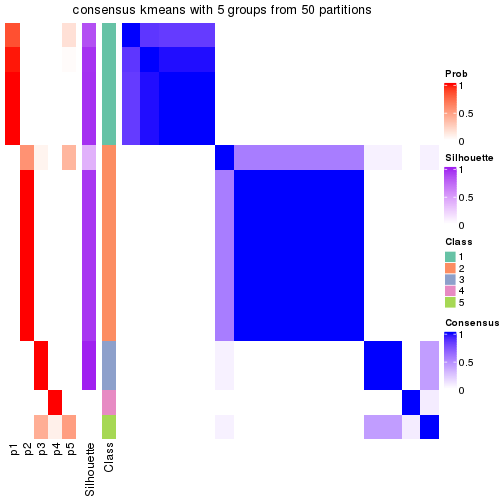 consensus kmeans with 5 groups from 50 partitions
Prob
1
0.5
0
Silhouette
1
0.5
0
Class
1
2
3
4
5
Consensus
1
0.5
0
p1
p2
p3
p4
p5
Silhouette
Class